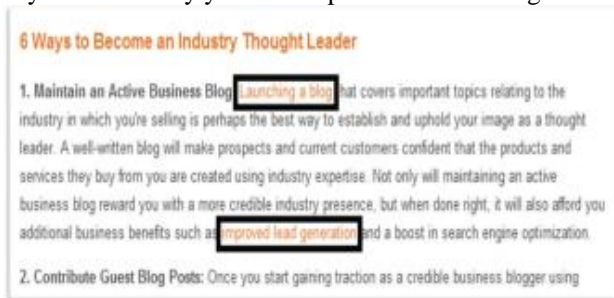 6 Ways to Become an Industry Thought Leader
1. Maintain an Active Business Blog Launching a blog that covers important topics relating to the
industry in which you're selling is perhaps the best way to establish and uphold your image as a thought
leader. A well-written blog will make prospects and current customers confident that the products and
services they buy from you are created using industry expertise. Not only will maintaining an active
business blog reward you with a more credible industry presence, but when done right, it will also afford you
additional business benefits such as improved lead generation and a boost in search engine optimization.
2. Contribute Guest Blog Posts: Once you start gaining traction as a credible business blogger using